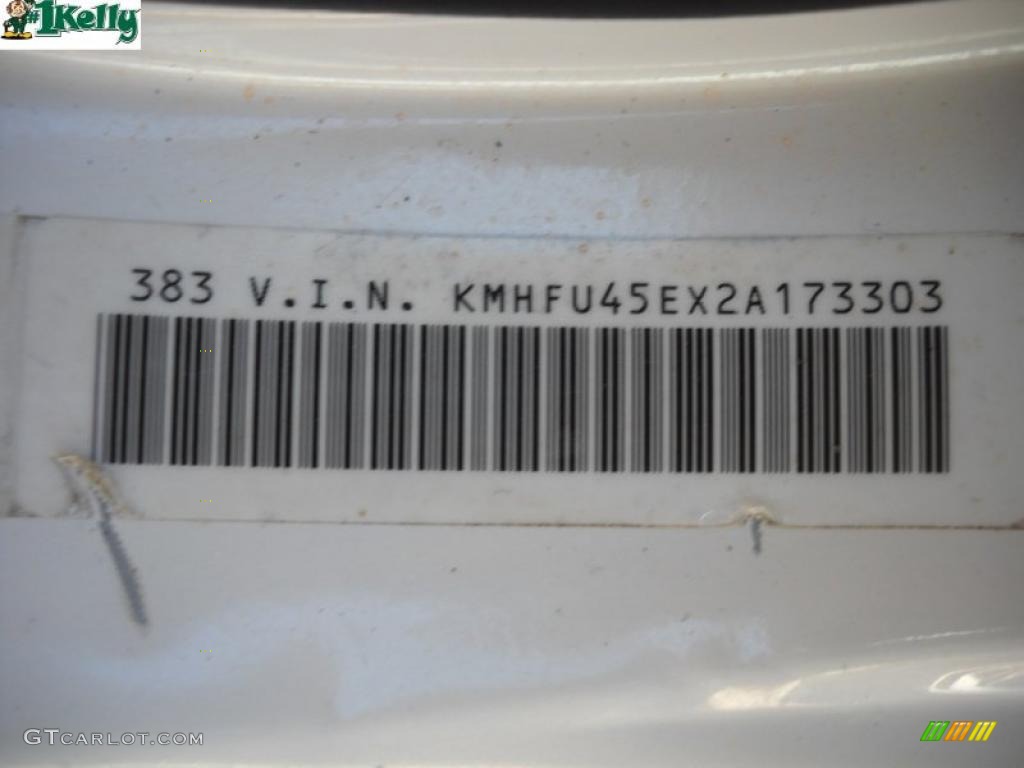 #1Kelly
383 V.I.N. KMHFU45EX2A173303
GTCARLOT.COM